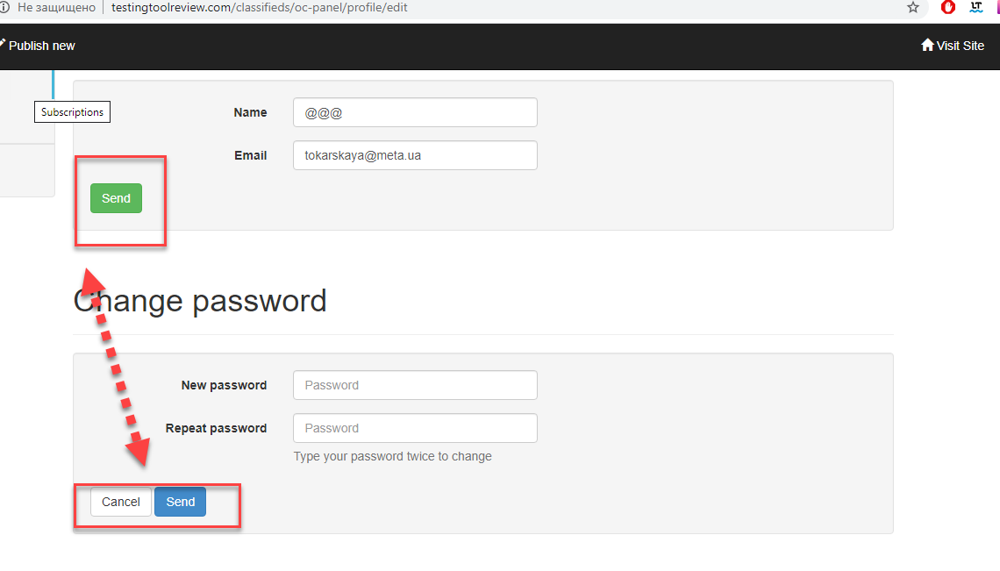 Не защищено testingtoolreview.com/classifieds/oc-panel/profile/edit
Publish new Visit Site
Subscriptions
Name @@@
Email tokarskaya@meta.ua
Send
Change password
New password Password
Repeat password Password
Type your password twice to change
Cancel Send